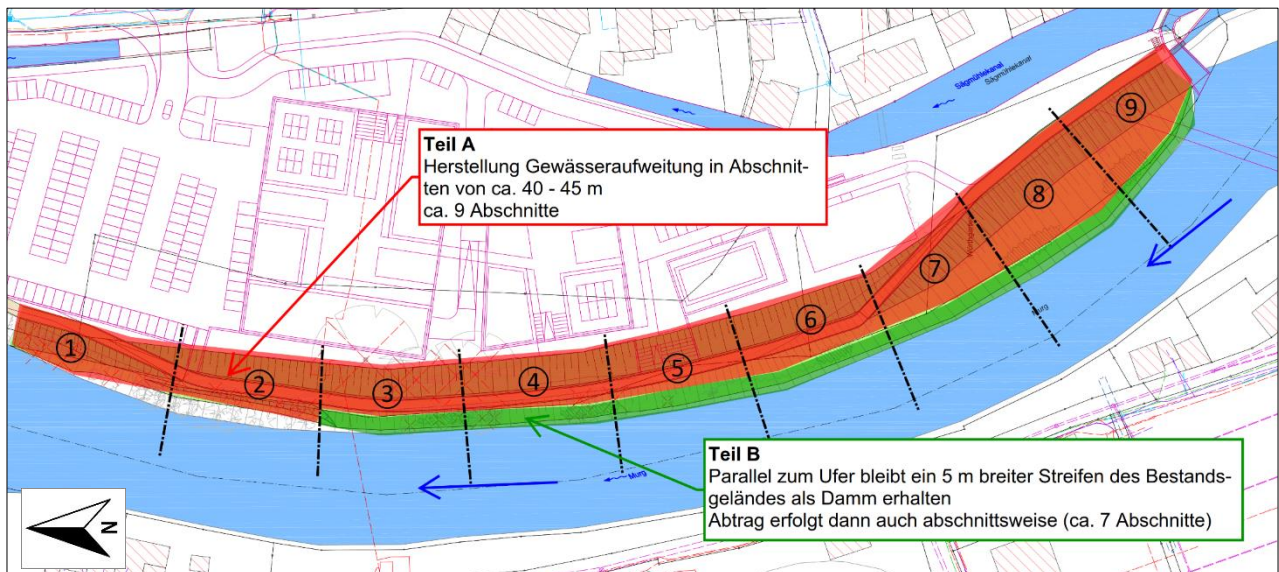 Sägmühlekanal
Sägmühlekanal
Teil A
Herstellung Gewässeraufweitung in Abschnit-
ten von ca. 40 - 45 m
ca. 9 Abschnitte
9
8
7
6
5
4
3
2
1
Murg
Murg
Teil B
Parallel zum Ufer bleibt ein 5 m breiter Streifen des Bestands-
geländes als Damm erhalten
Abtrag erfolgt dann auch abschnittsweise (ca. 7 Abschnitte)
N